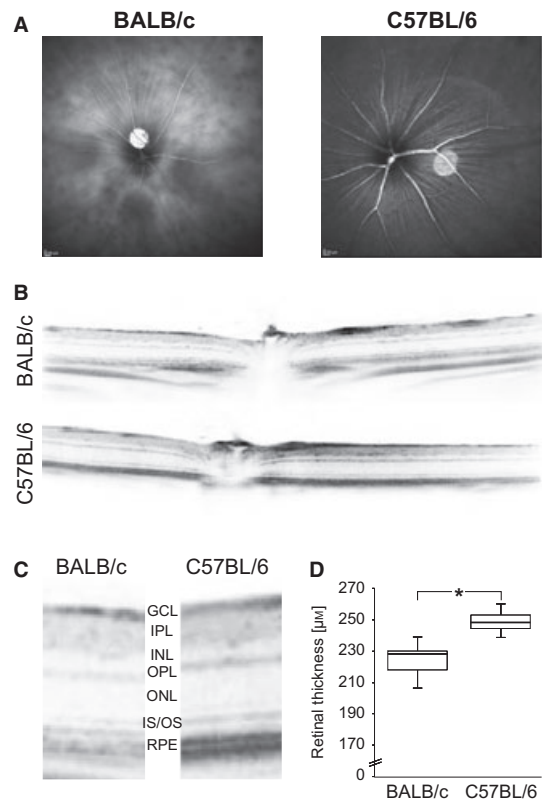 A
BALB/c
C57BL/6
B
BALB/c
C57BL/6
C
BALB/c
C57BL/6
GCL
IPL
INL
OPL
ONL
IS/OS
RPE
D
Retinal thickness [µM]
270
250
230
210
190
170
0
*
BALB/c
C57BL/6